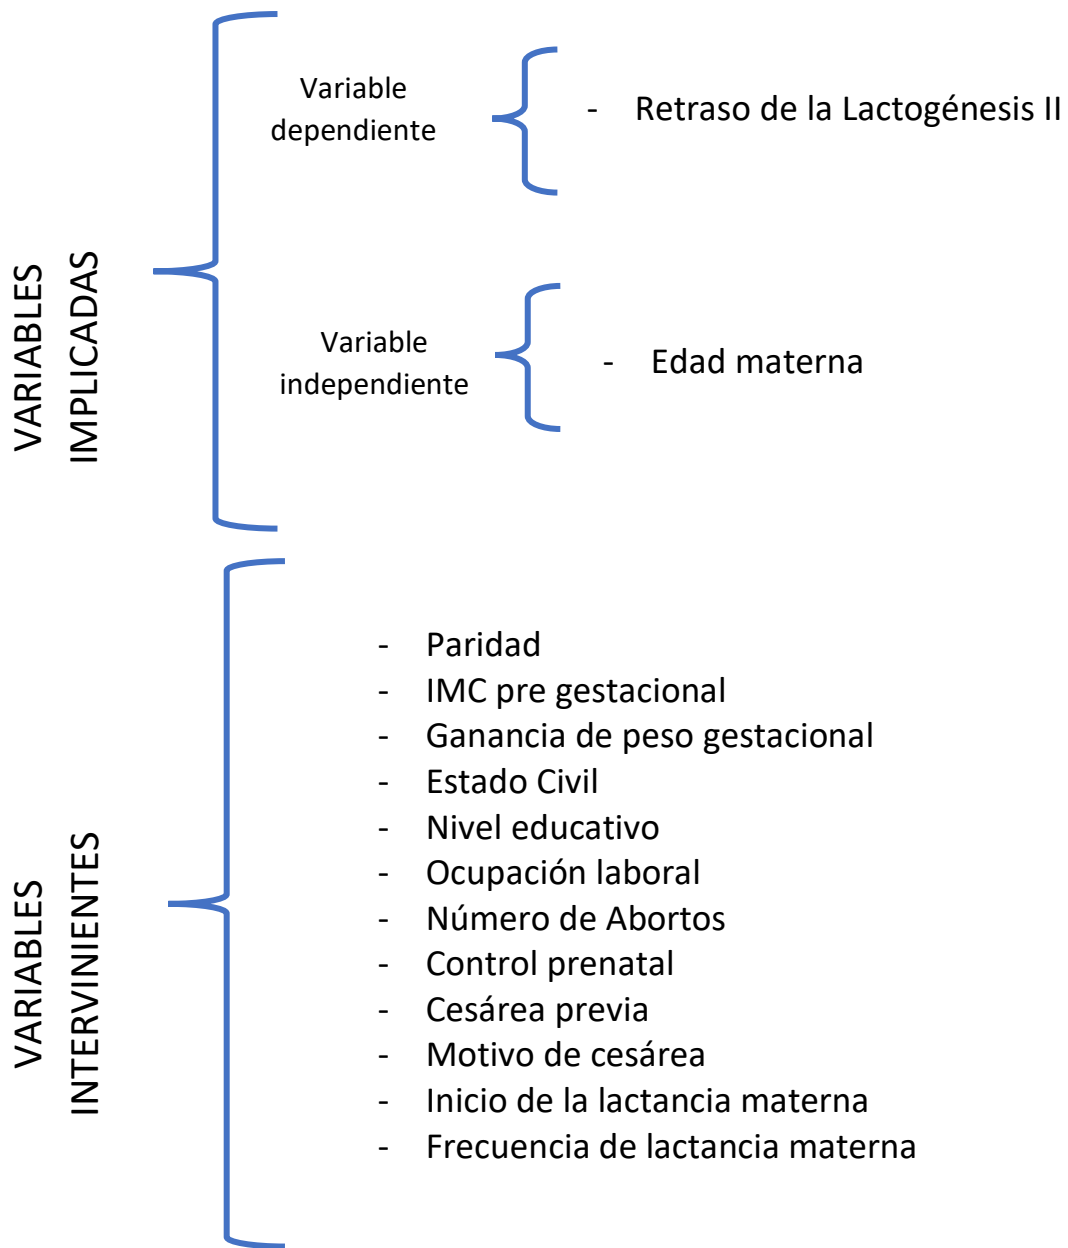 VARIABLES
IMPLICADAS
Variable
dependiente
- Retraso de la Lactogénesis II
Variable
independiente
- Edad materna
VARIABLES
INTERVINIENTES
- Paridad
- IMC pre gestacional
- Ganancia de peso gestacional
- Estado Civil
- Nivel educativo
- Ocupación laboral
- Número de Abortos
- Control prenatal
- Cesárea previa
- Motivo de cesárea
- Inicio de la lactancia materna
- Frecuencia de lactancia materna